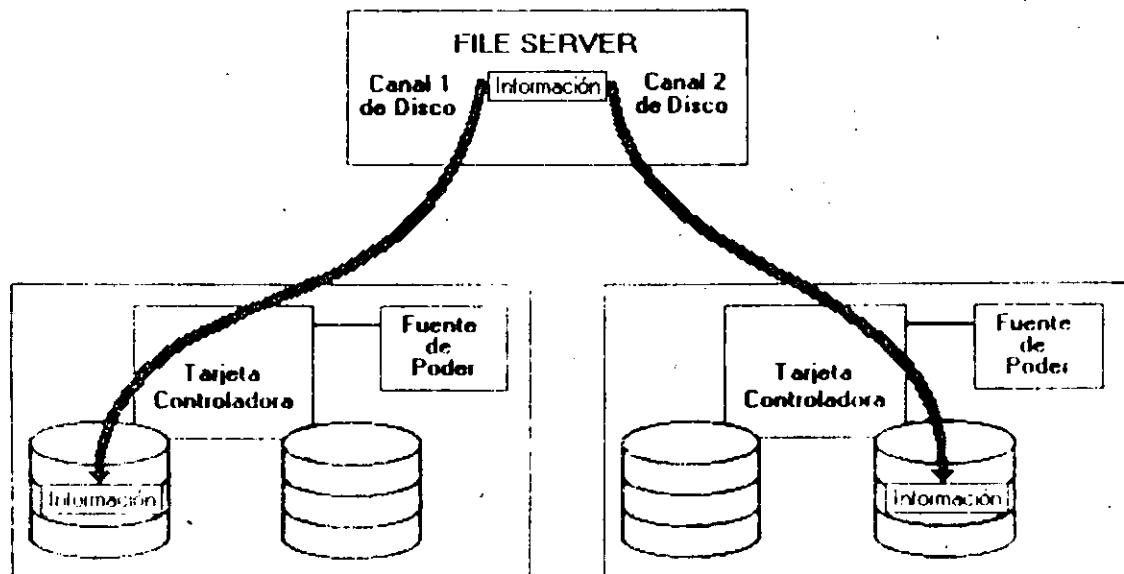 FILE SERVER
Canal 1
de Disco
Información
Canal 2
de Disco
Tarjeta
Controladora
Fuente
de
Poder
Información
Tarjeta
Controladora
Fuente
de
Poder
Información